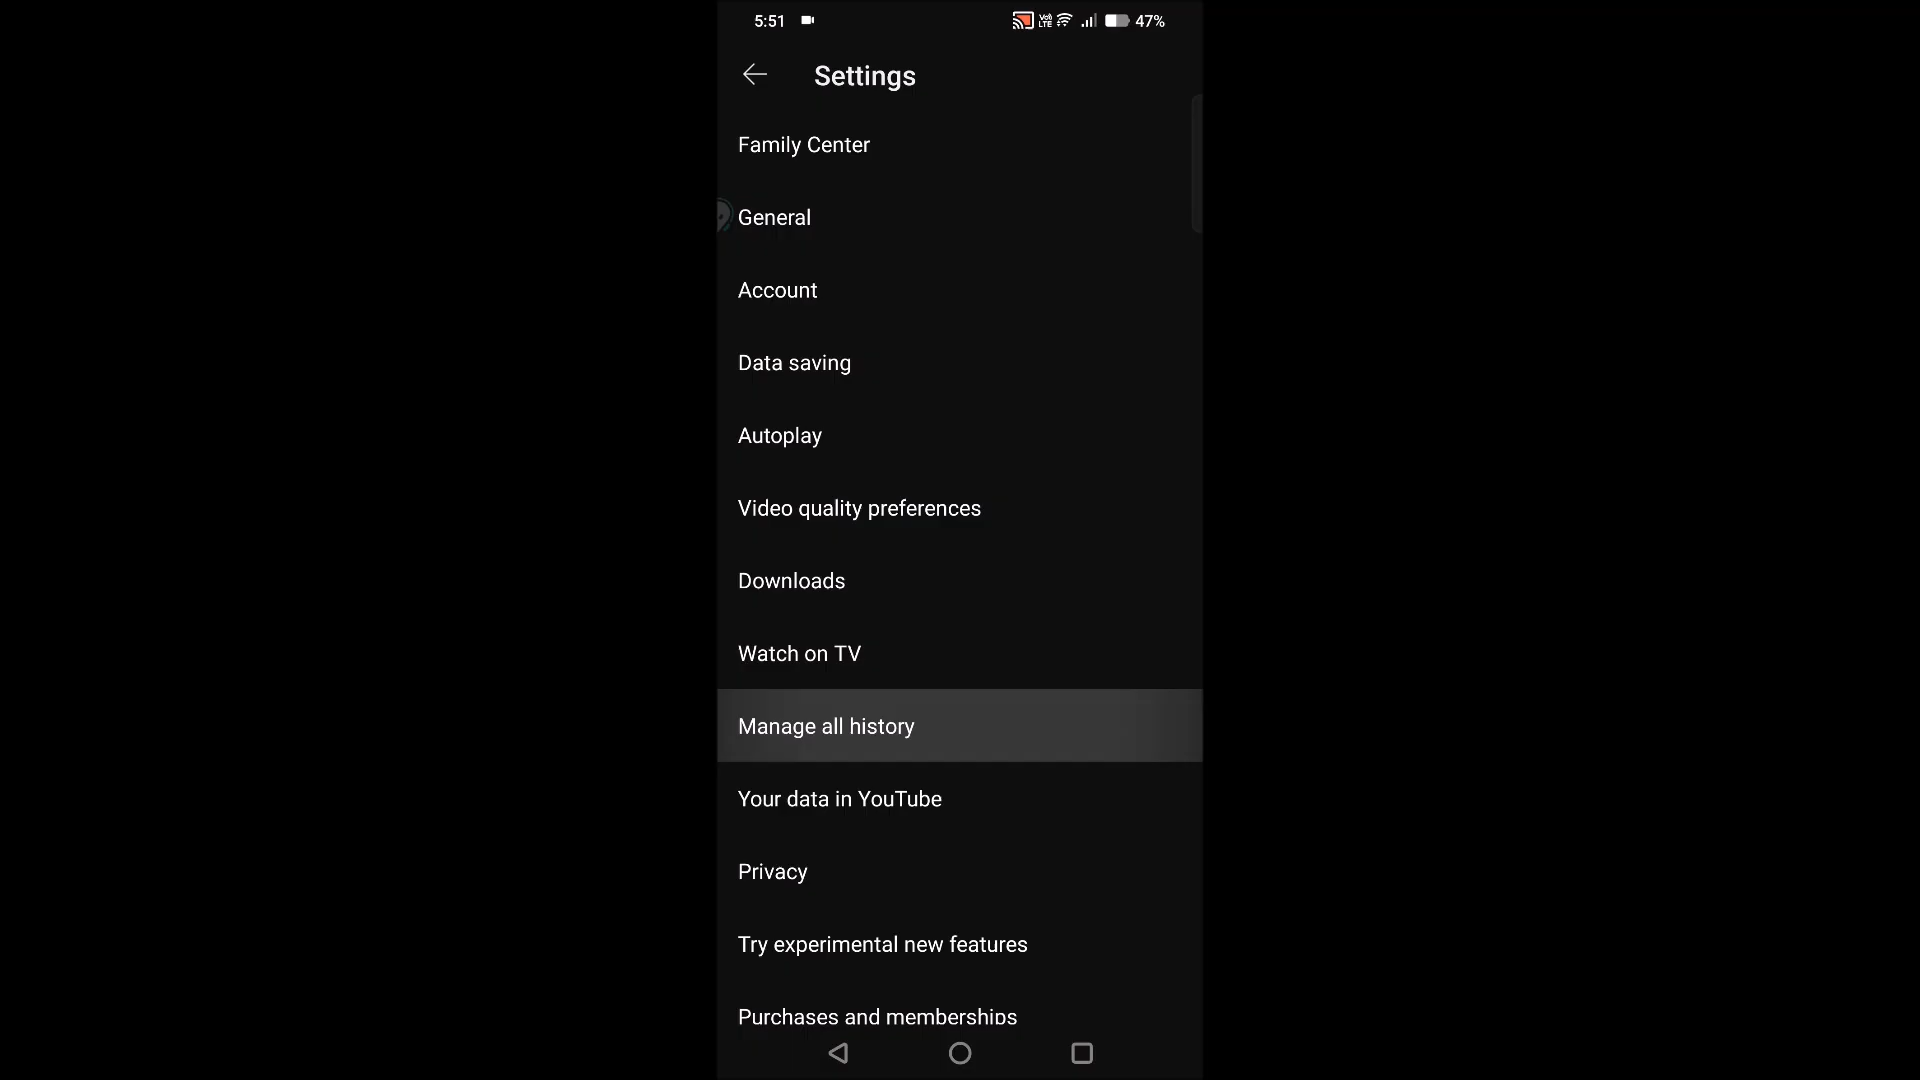 5:51 47%
Settings
Family Center
General
Account
Data saving
Autoplay
Video quality preferences
Downloads
Watch on TV
Manage all history
Your data in YouTube
Privacy
Try experimental new features
Purchases and memberships